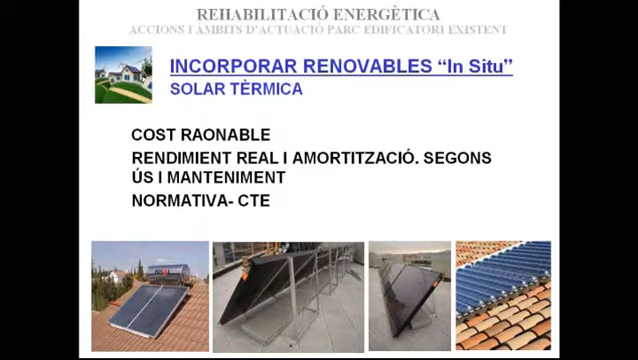 REHABILITACIÓ ENERGÈTICA
ACCIONS I ÀMBITS D'ACTUACIÓ PARC EDIFICATORI EXISTENT
INCORPORAR RENOVABLES “In Situ”
SOLAR TÈRMICA
COST RAONABLE
RENDIMIENT REAL I AMORTITZACIÓ. SEGONS
ÚS I MANTENIMENT
NORMATIVA- CTE